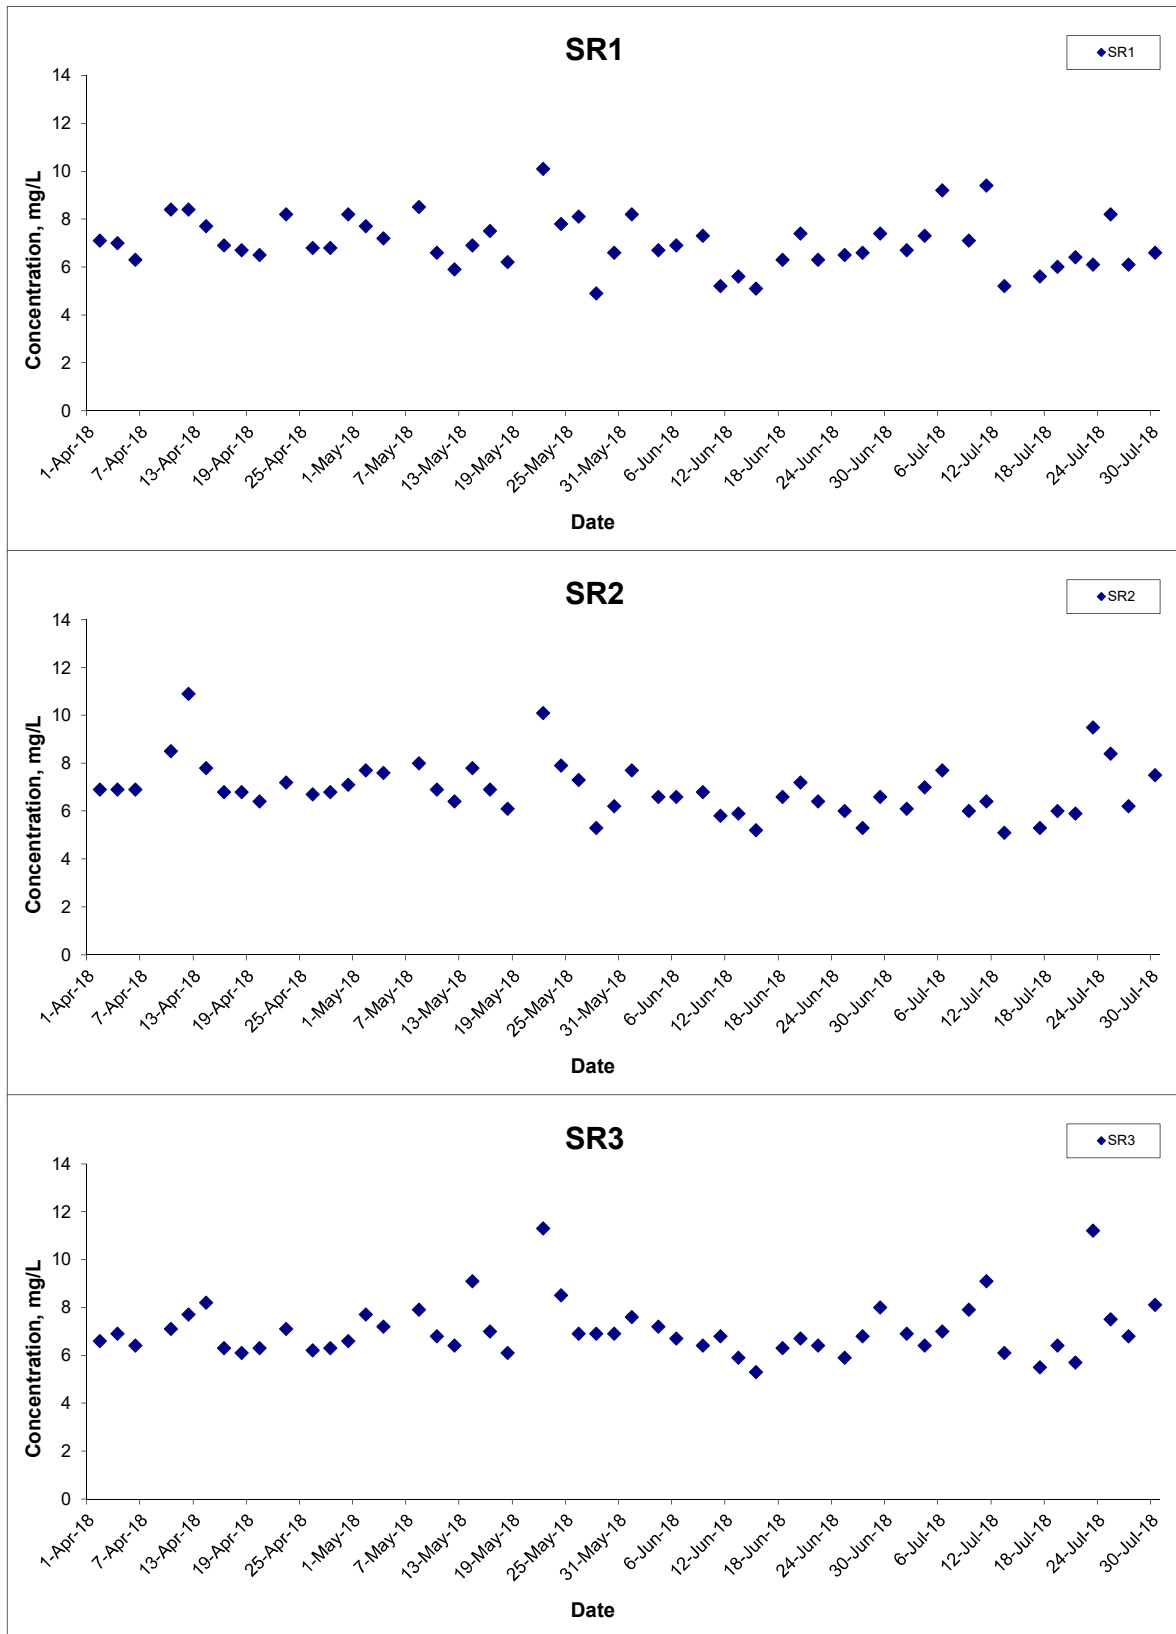 SR1
SR1
14
12
10
8
6
4
2
0
Concentration, mg/L
1-Apr-18
7-Apr-18
13-Apr-18
19-Apr-18
25-Apr-18
1-May-18
7-May-18
13-May-18
19-May-18
25-May-18
31-May-18
6-Jun-18
12-Jun-18
18-Jun-18
24-Jun-18
30-Jun-18
6-Jul-18
12-Jul-18
18-Jul-18
24-Jul-18
30-Jul-18
Date
SR2
SR2
14
12
10
8
6
4
2
0
Concentration, mg/L
1-Apr-18
7-Apr-18
13-Apr-18
19-Apr-18
25-Apr-18
1-May-18
7-May-18
13-May-18
19-May-18
25-May-18
31-May-18
6-Jun-18
12-Jun-18
18-Jun-18
24-Jun-18
30-Jun-18
6-Jul-18
12-Jul-18
18-Jul-18
24-Jul-18
30-Jul-18
Date
SR3
SR3
14
12
10
8
6
4
2
0
Concentration, mg/L
1-Apr-18
7-Apr-18
13-Apr-18
19-Apr-18
25-Apr-18
1-May-18
7-May-18
13-May-18
19-May-18
25-May-18
31-May-18
6-Jun-18
12-Jun-18
18-Jun-18
24-Jun-18
30-Jun-18
6-Jul-18
12-Jul-18
18-Jul-18
24-Jul-18
30-Jul-18
Date